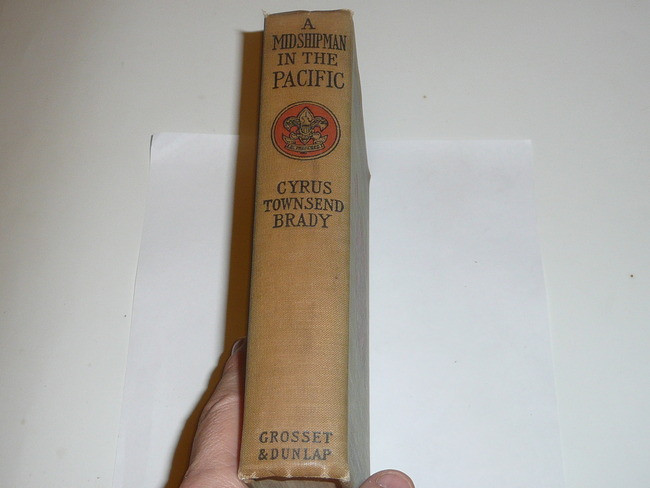 A
MIDSHIPMAN
IN THE
PACIFIC
CYRUS
TOWNSEND
BRADY
GROSSET
& DUNLAP